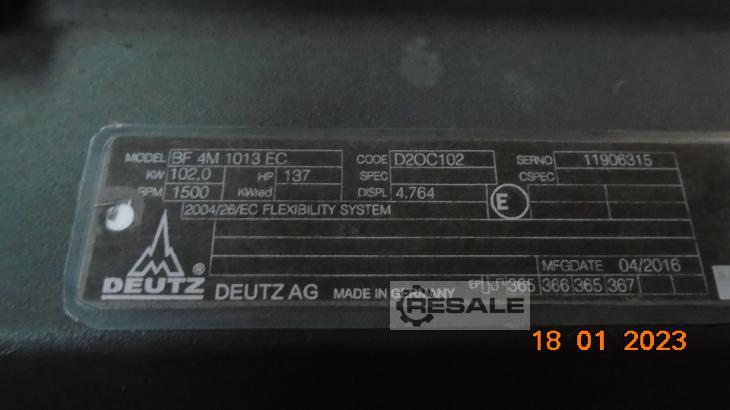 MODEL BF 4M 1013 EC CODE D2OC102 SERNO 11906315
KW 102,0 HP 137 SPEC CSPEC
RPM 1500 KWred DISPL 4.764 E
2004/26/EC FLEXIBILITY SYSTEM
MFGDATE 04/2016
DEUTZ ® DEUTZ AG MADE IN GERMANY EP 365 366 365 367
RESALE
18 01 2023